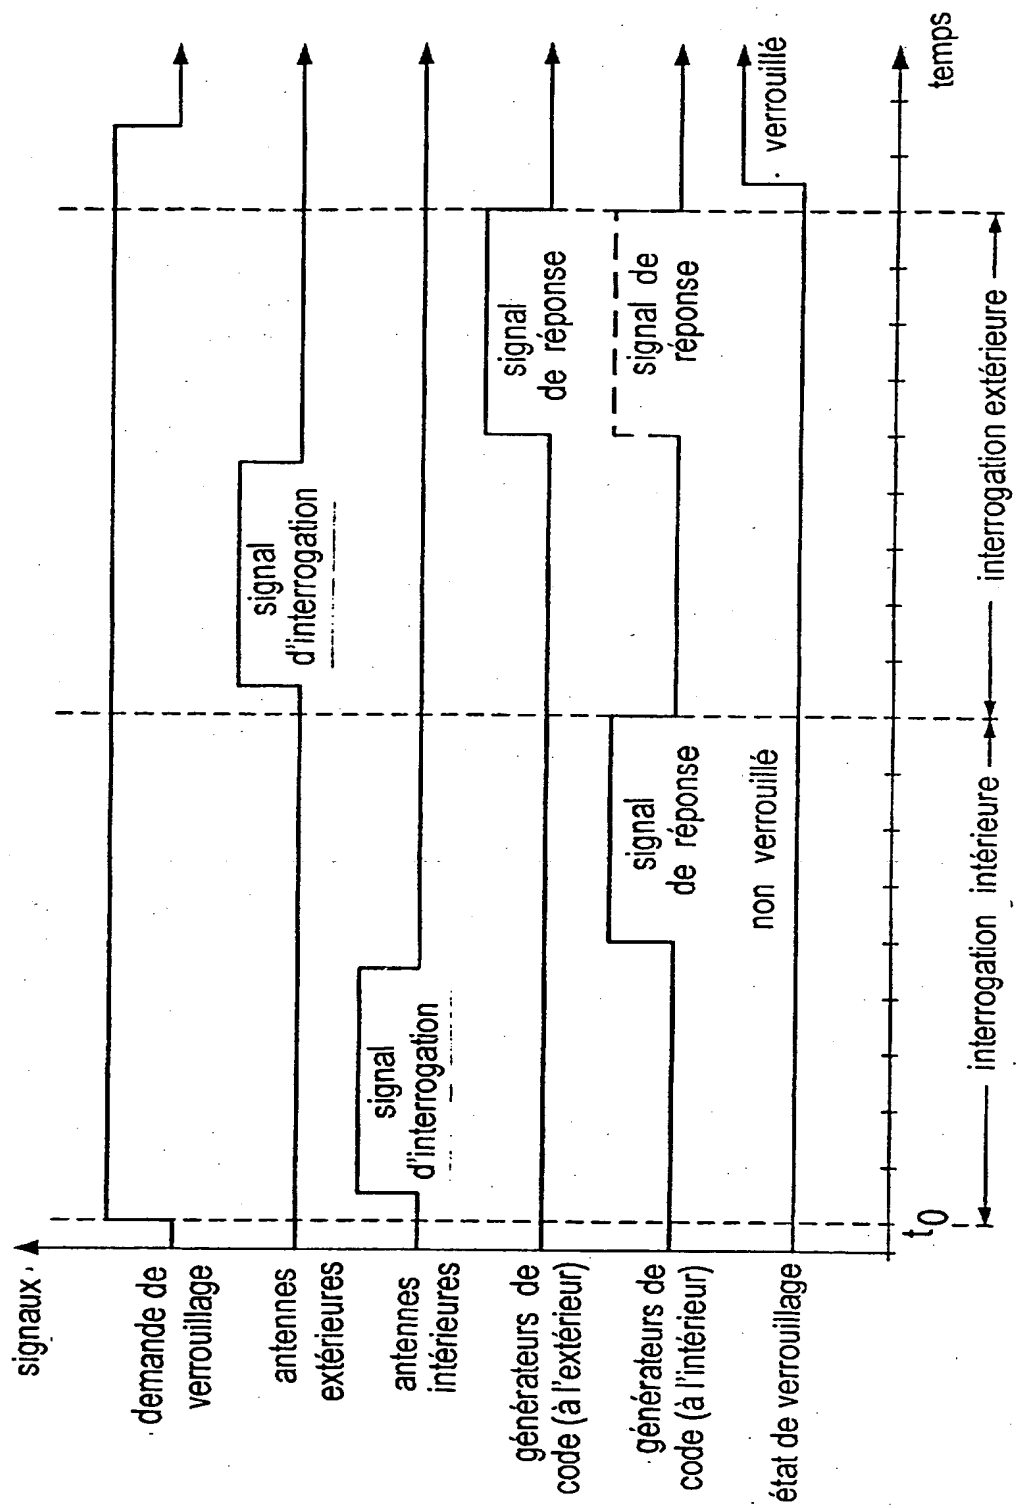 signaux
demande de
verrouillage
antennes
extérieures
antennes
intérieures
générateurs de
code (à l'extérieur)
générateurs de
code (à l'intérieur)
état de verrouillage
signal
d'interrogation
signal
d'interrogation
signal
de réponse
signal
de réponse
signal de
réponse
non verrouillé
verrouillé
temps
t0
interrogation intérieure
interrogation extérieure